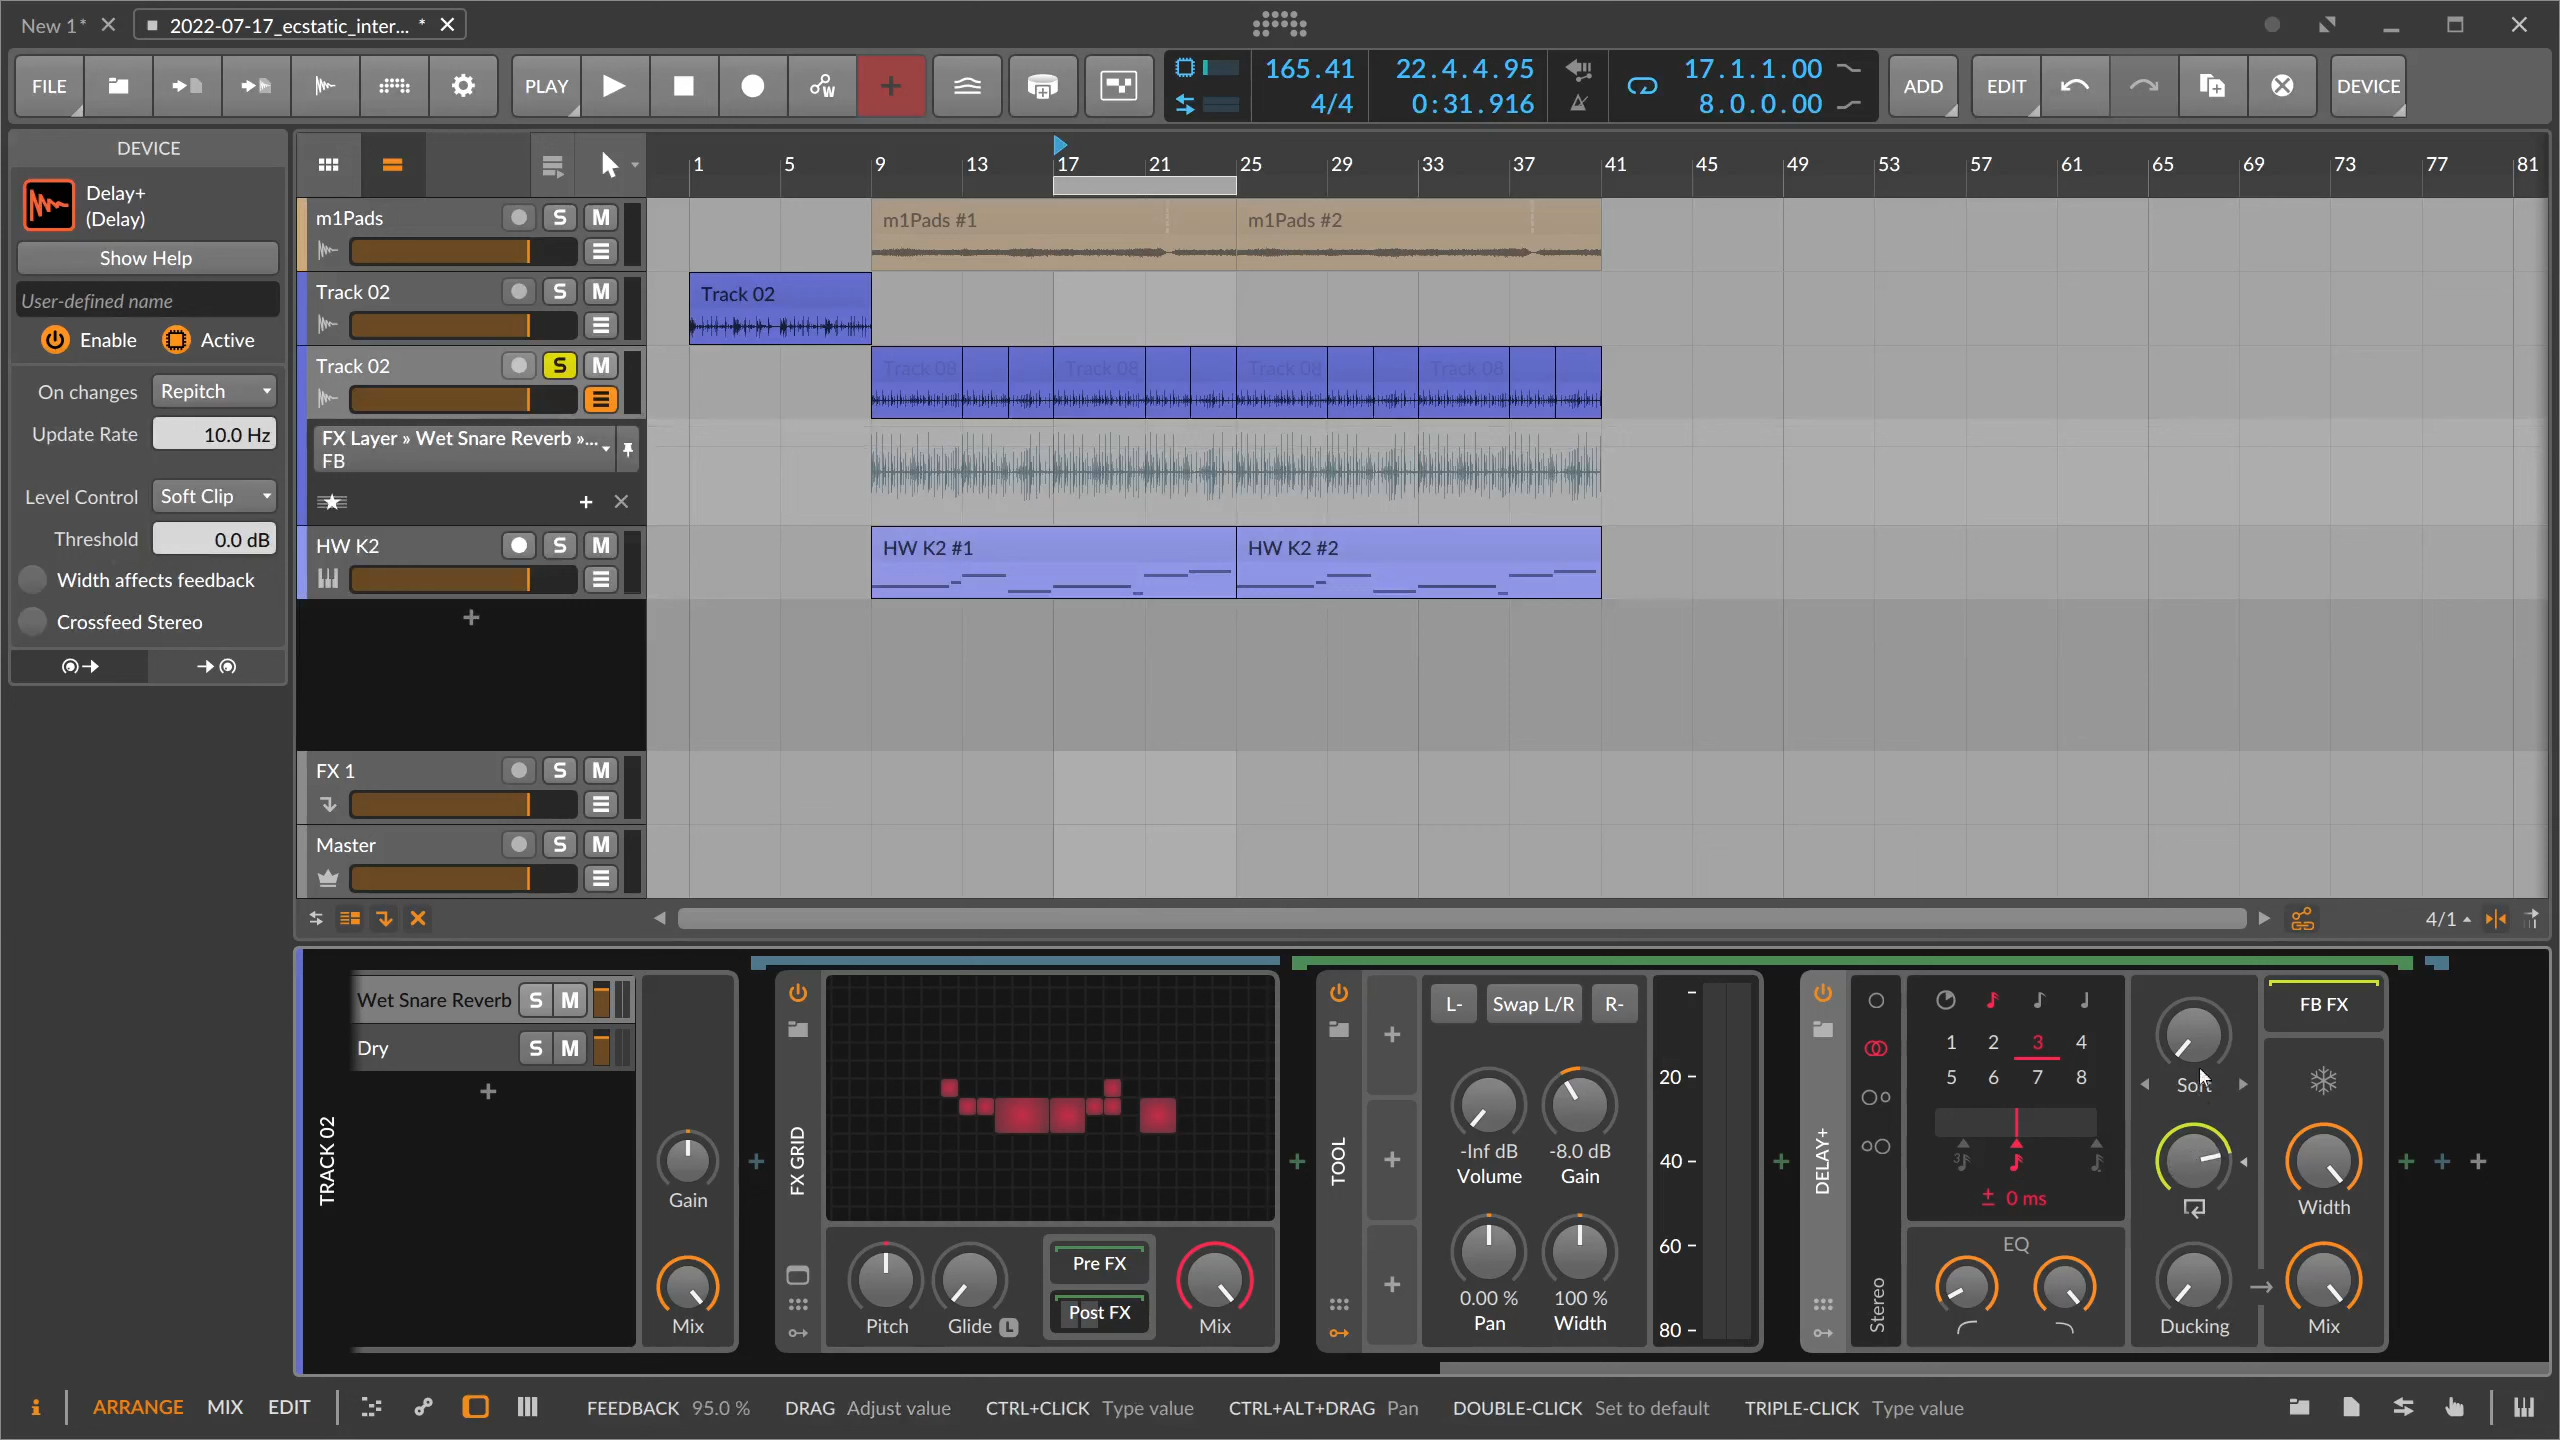 New 1*
2022-07-17_ecstatic_inter... *
FILE
PLAY
165.41
4/4
22.4.4.95
0:31.916
17.1.1.00
8.0.0.00
ADD
EDIT
DEVICE
DEVICE
Delay+
(Delay)
Show Help
User-defined name
Enable
Active
On changes
Repitch
Update Rate
10.0 Hz
Level Control
Soft Clip
Threshold
0.0 dB
Width affects feedback
Crossfeed Stereo
1 5 9 13 17 21 25 29 33 37 41 45 49 53 57 61 65 69 73 77 81
m1Pads S M
m1Pads #1
m1Pads #2
Track 02 S M
Track 02
Track 02 S M
Track 08
Track 08
Track 08
Track 08
FX Layer » Wet Snare Reverb »...
FB
HW K2 S M
HW K2 #1
HW K2 #2
FX 1 S M
Master S M
4/1
TRACK 02
Wet Snare Reverb S M
Dry S M
Gain
Mix
FX GRID
Pitch
Glide L
Pre FX
Post FX
Mix
TOOL
L-
Swap L/R
R-
-Inf dB
Volume
-8.0 dB
Gain
0.00 %
Pan
100 %
Width
20
40
60
80
DELAY+
Stereo
1 2 3 4
5 6 7 8
3
± 0 ms
EQ
Soft
Ducking
FB FX
Width
Mix
ARRANGE
MIX
EDIT
FEEDBACK 95.0 %
DRAG Adjust value
CTRL+CLICK Type value
CTRL+ALT+DRAG Pan
DOUBLE-CLICK Set to default
TRIPLE-CLICK Type value